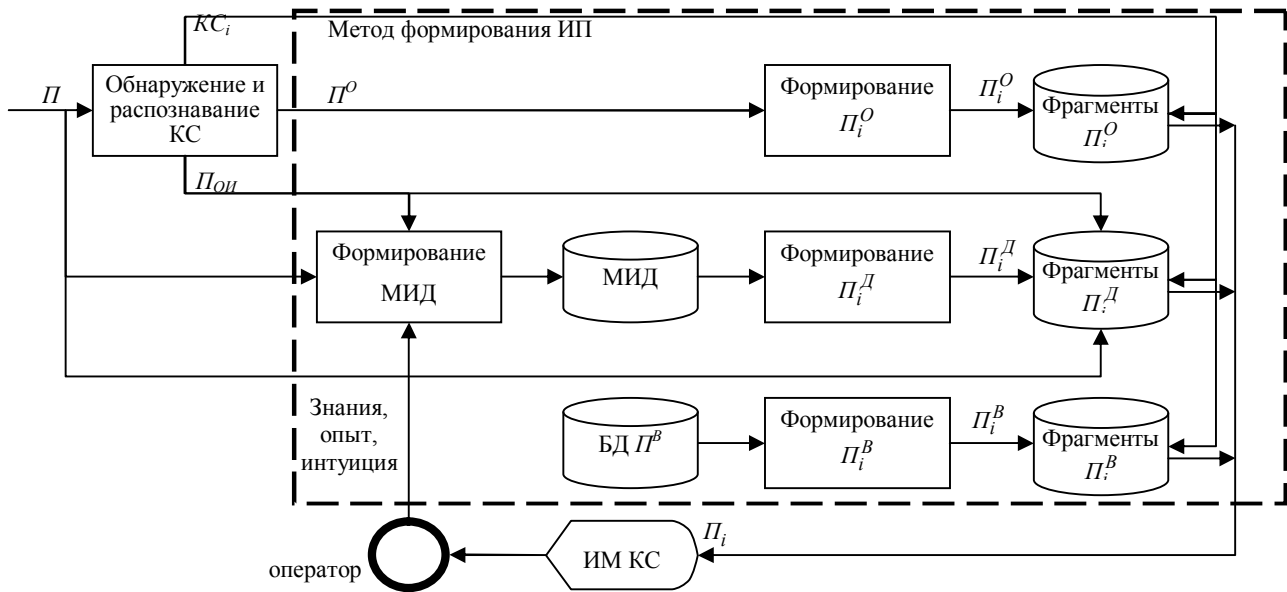 КС_i
Метод формирования ИП
П
Обнаружение и
распознавание
КС
П^О
Формирование
П_i^О
П_i^О
Фрагменты
П_i^О
П_ОИ
Формирование
МИД
МИД
Формирование
П_i^Д
П_i^Д
Фрагменты
П_i^Д
Знания,
опыт,
интуиция
БД П^В
Формирование
П_i^В
П_i^В
Фрагменты
П_i^В
оператор
ИМ КС
П_i